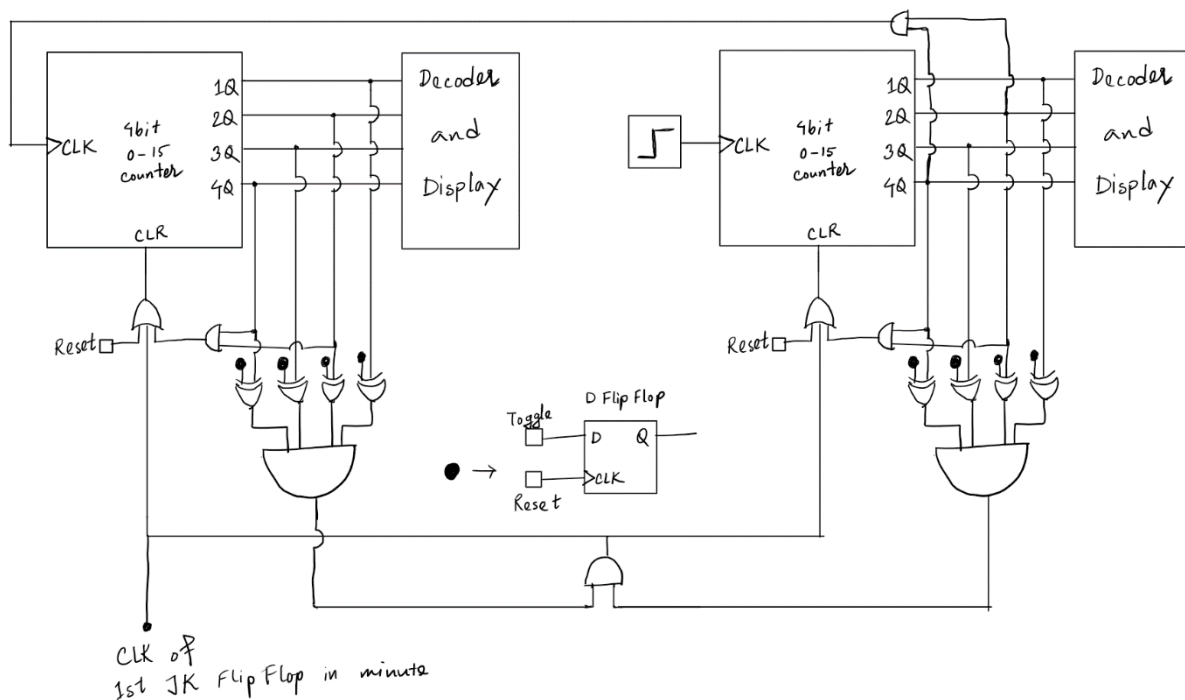 1Q
2Q
3Q
4Q
CLK
4bit
0-15
counter
CLR
Decoder
and
Display
Reset
CLK
4bit
0-15
counter
1Q
2Q
3Q
4Q
CLR
Decoder
and
Display
Reset
D Flip Flop
Toggle
D
Q
CLK
Reset
CLK of
1st JK Flip Flop in minute